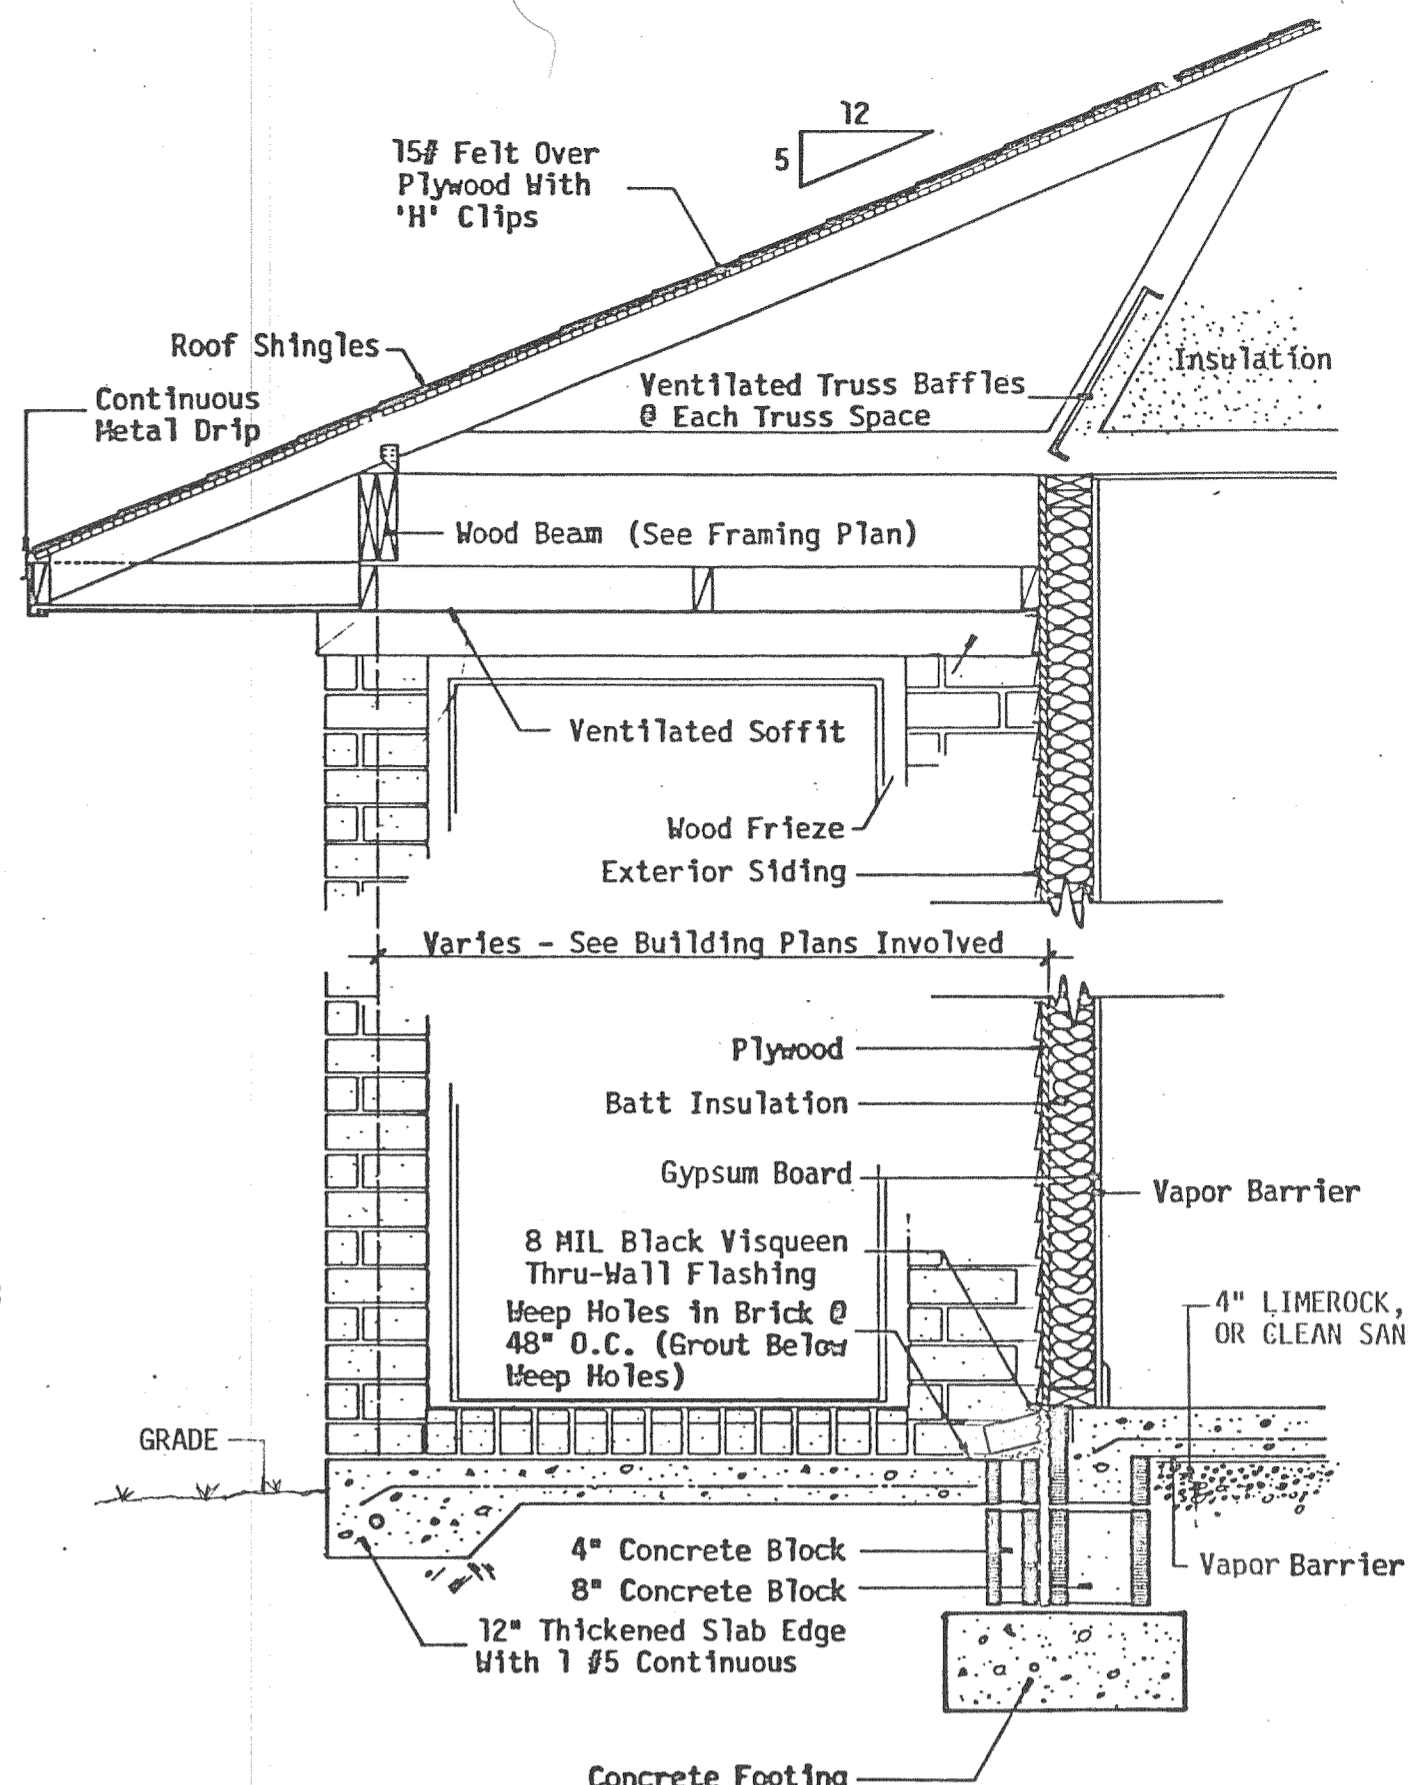 12
5
15# Felt Over
Plywood With
'H' Clips
Roof Shingles
Continuous
Metal Drip
Insulation
Ventilated Truss Baffles
@ Each Truss Space
Wood Beam (See Framing Plan)
Ventilated Soffit
Wood Frieze
Exterior Siding
Varies - See Building Plans Involved
Plywood
Batt Insulation
Gypsum Board
Vapor Barrier
8 MIL Black Visqueen
Thru-Wall Flashing
Weep Holes in Brick @
48" O.C. (Grout Below
Weep Holes)
4" LIMEROCK,
OR CLEAN SAN
GRADE
4" Concrete Block
8" Concrete Block
Vapor Barrier
12" Thickened Slab Edge
With 1 #5 Continuous
Concrete Footing